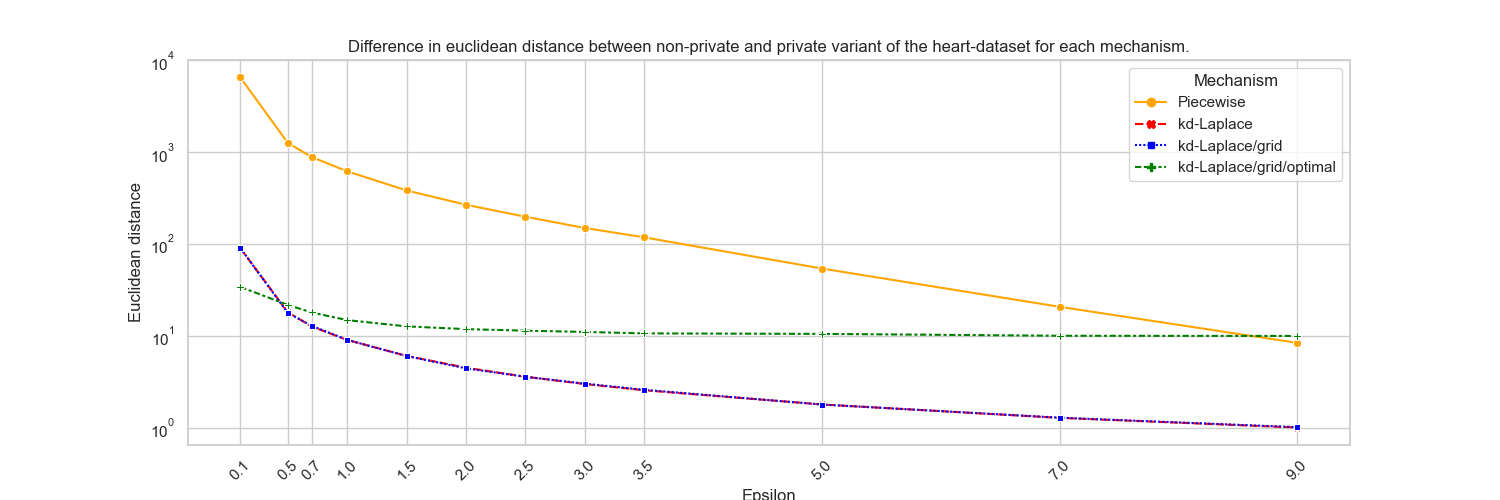 Difference in euclidean distance between non-private and private variant of the heart-dataset for each mechanism.
10^4
10^3
10^2
10^1
10^0
Euclidean distance
Mechanism
Piecewise
kd-Laplace
kd-Laplace/grid
kd-Laplace/grid/optimal
0.1 0.5 0.7 1.0 1.5 2.0 2.5 3.0 3.5 5.0 7.0 9.0
Epsilon